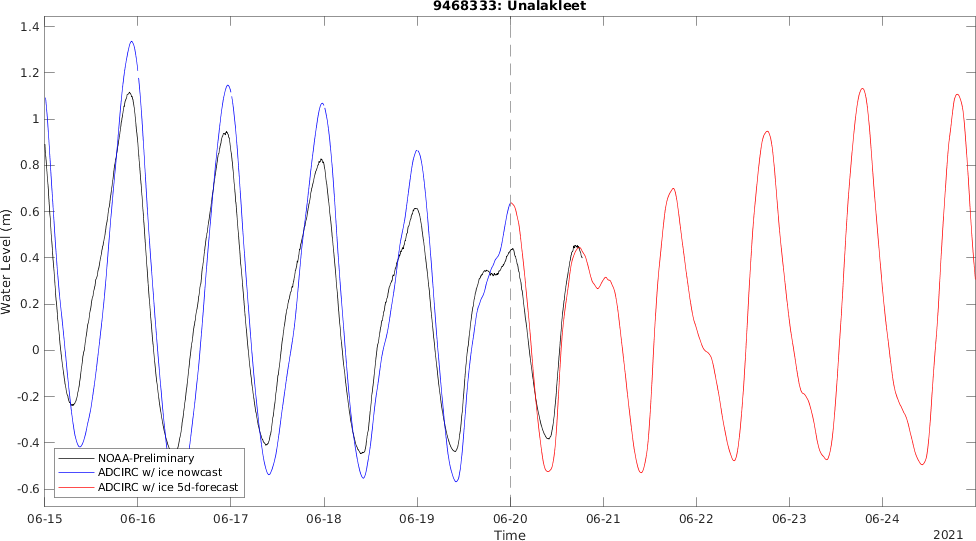 9468333: Unalakleet
1.4
1.2
1
0.8
0.6
0.4
0.2
0
-0.2
-0.4
-0.6
Water Level (m)
NOAA-Preliminary
ADCIRC w/ ice nowcast
ADCIRC w/ ice 5d-forecast
06-15 06-16 06-17 06-18 06-19 06-20 06-21 06-22 06-23 06-24
Time
2021